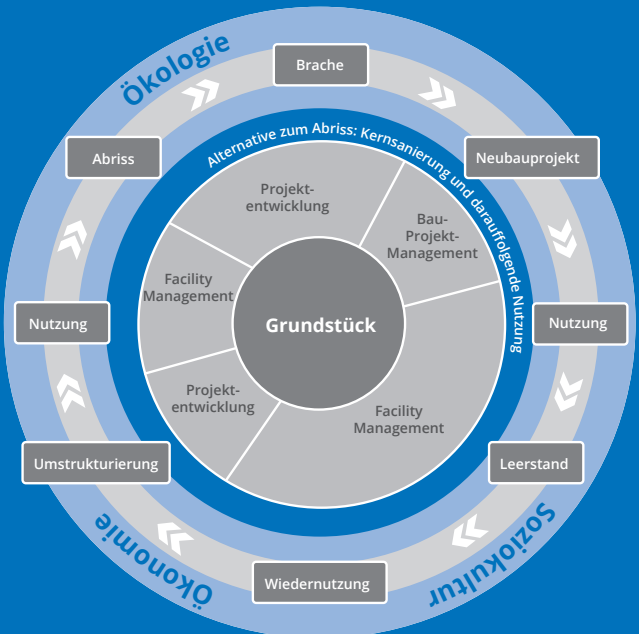 Ökologie
Brache
Neubauprojekt
Nutzung
Leerstand
Soziokultur
Wiedernutzung
Ökonomie
Umstrukturierung
Nutzung
Abriss
Alternative zum Abriss: Kernsanierung und darauffolgende Nutzung
Projekt-
entwicklung
Bau-
Projekt-
Management
Facility
Management
Projekt-
entwicklung
Facility
Management
Grundstück